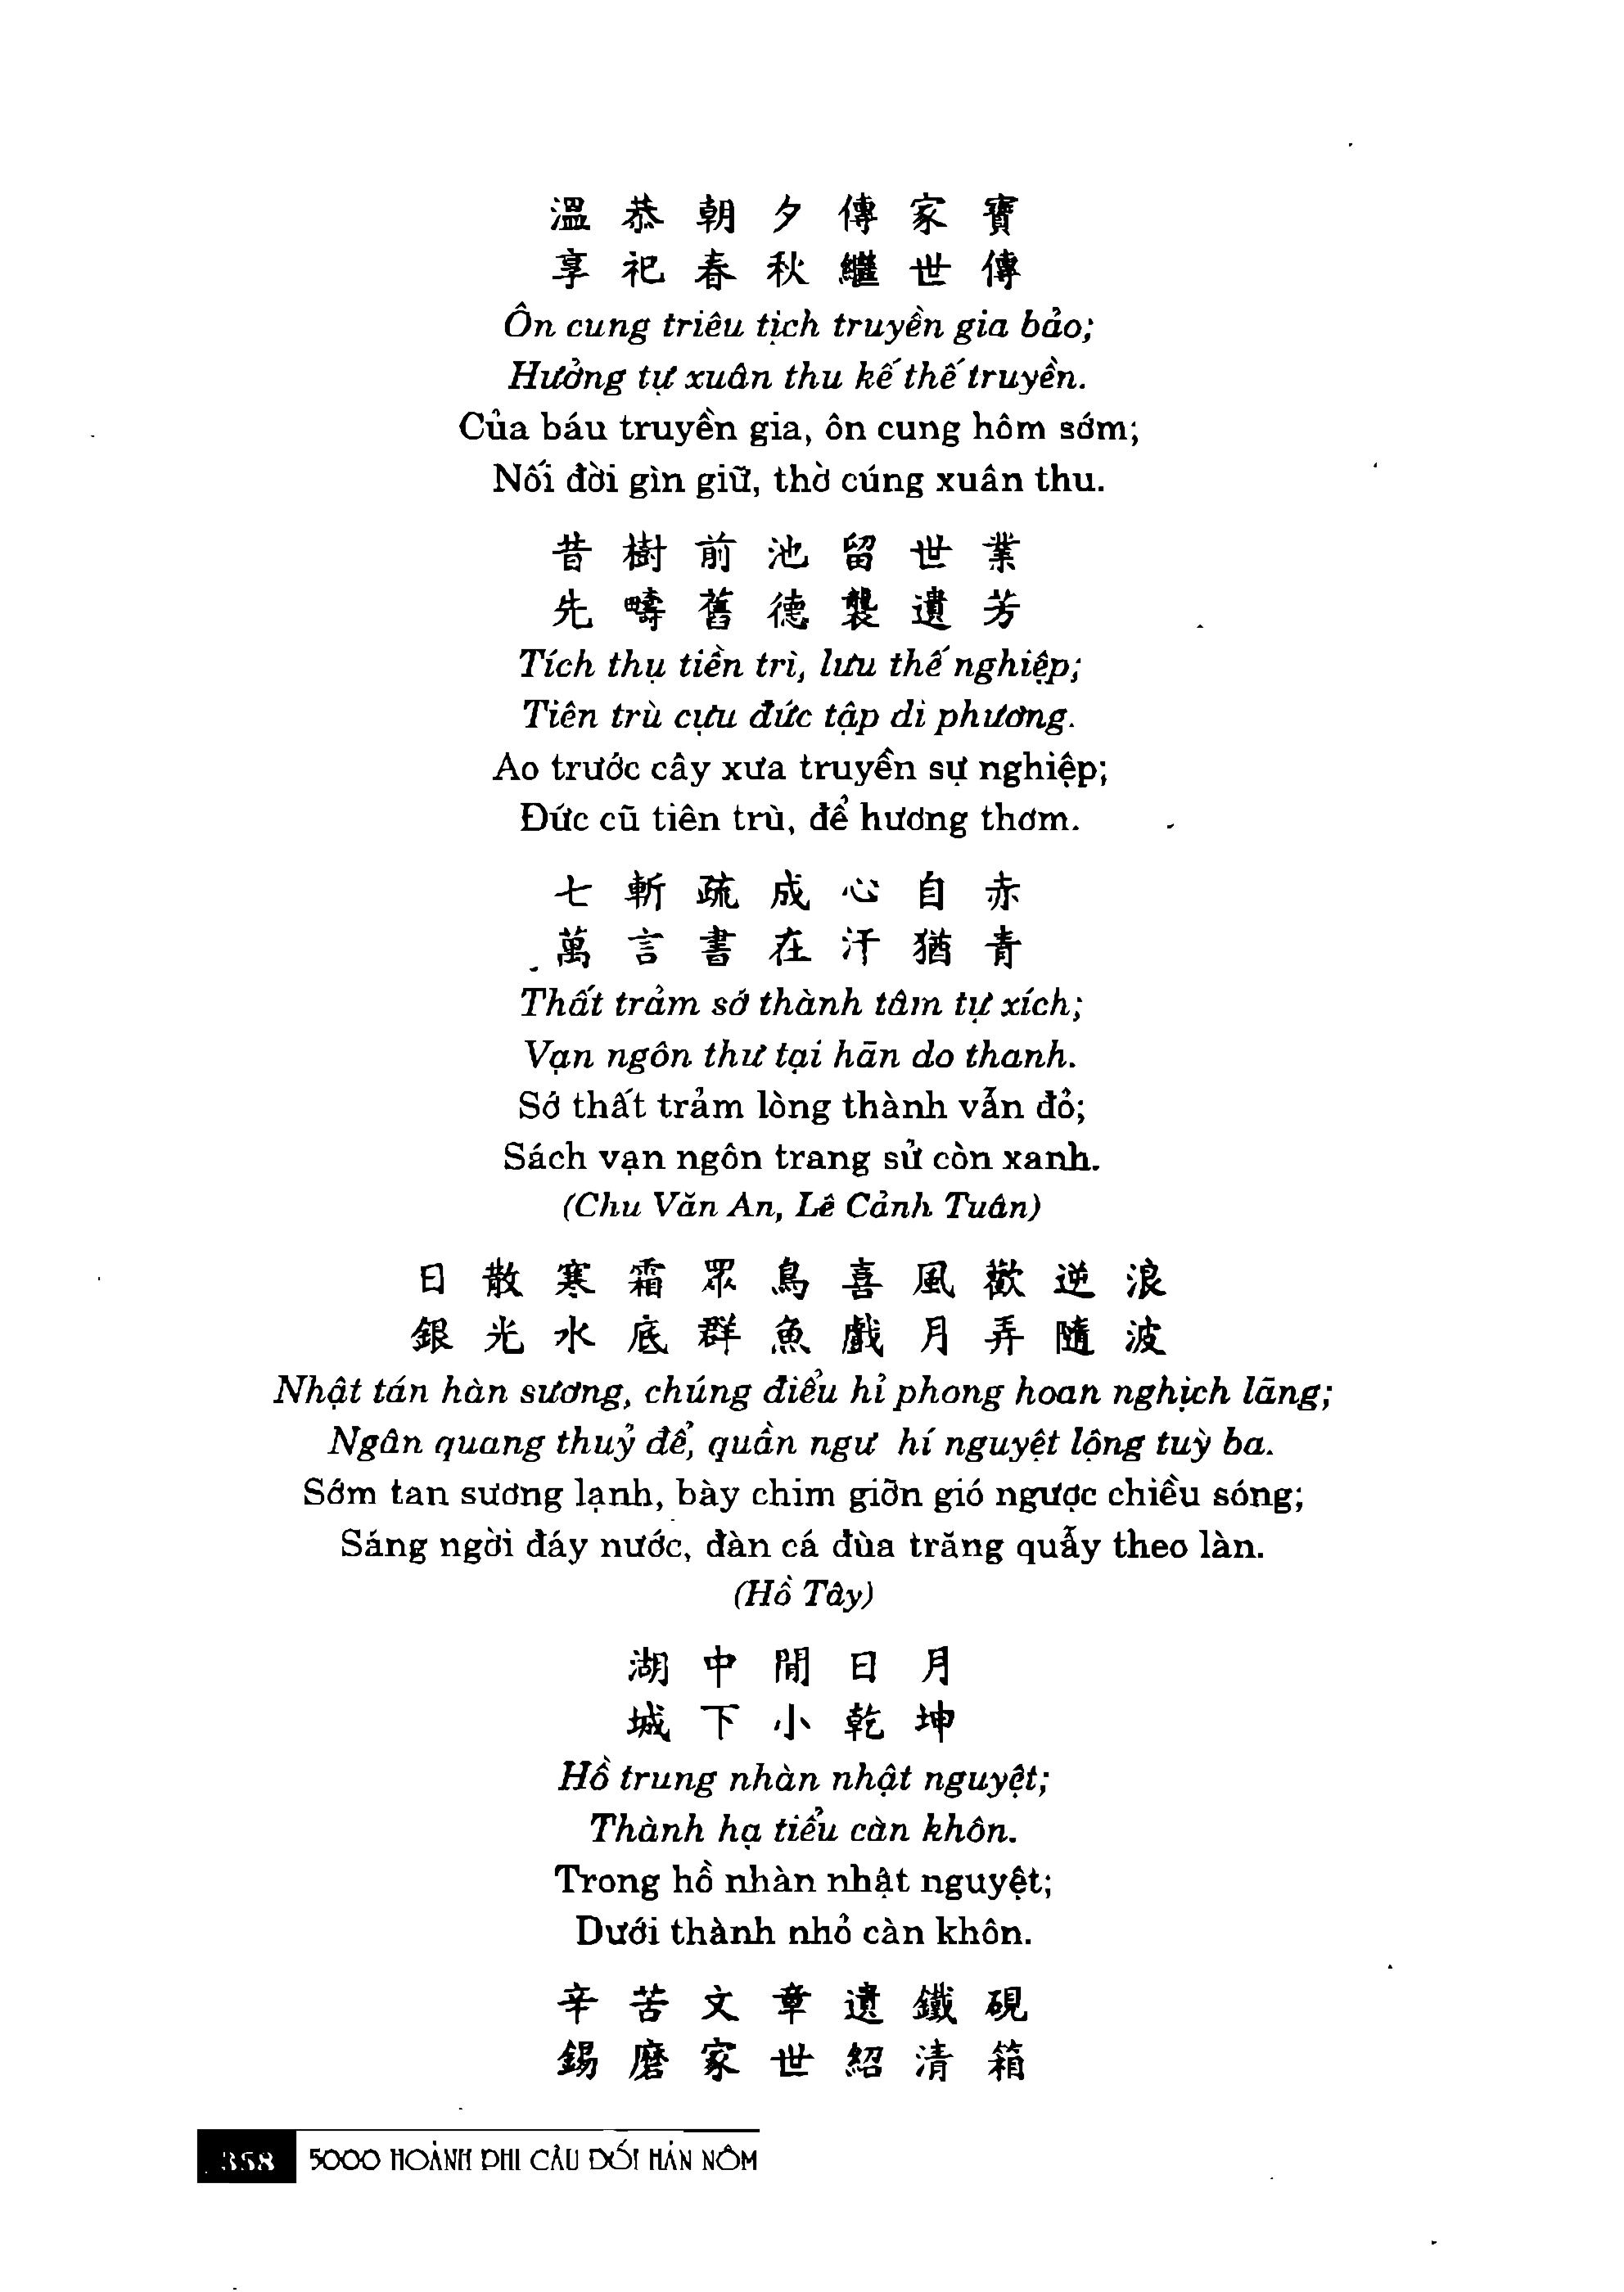 溫恭朝夕傳家寶
享祀春秋繼世傳
Ôn cung triêu tịch truyền gia bảo;
Hưởng tự xuân thu kế thế truyền.
Của báu truyền gia, ôn cung hôm sớm;
Nối đời gìn giữ, thờ cúng xuân thu.
昔樹前池留世業
先疇舊德襲遺芳
Tích thụ tiền trì, lưu thế nghiệp;
Tiên trù cựu đức tập di phương.
Ao trước cây xưa truyền sự nghiệp;
Đức cũ tiên trù, để hương thơm.
七斬疏成心自赤
萬言書在汗猶青
Thất trảm sớ thành tâm tự xích;
Vạn ngôn thư tại hãn do thanh.
Sớ thất trảm lòng thành vẫn đỏ;
Sách vạn ngôn trang sử còn xanh.
(Chu Văn An, Lê Cảnh Tuân)
日散寒霜眾鳥喜風歡逆浪
銀光水底群魚戲月弄隨波
Nhật tán hàn sương, chúng điểu hỉ phong hoan nghịch lãng;
Ngân quang thuỷ để, quần ngư hí nguyệt lộng tuỳ ba.
Sớm tan sương lạnh, bày chim giỡn gió ngược chiều sóng;
Sáng ngời đáy nước, đàn cá đùa trăng quẫy theo làn.
(Hồ Tây)
湖中閒日月
城下小乾坤
Hồ trung nhàn nhật nguyệt;
Thành hạ tiểu càn khôn.
Trong hồ nhàn nhật nguyệt;
Dưới thành nhỏ càn khôn.
辛苦文章遺鐵硯
錫磨家世紹清箱
358 5000 HOÀNH PHI CÂU ĐỐI HÁN NÔM